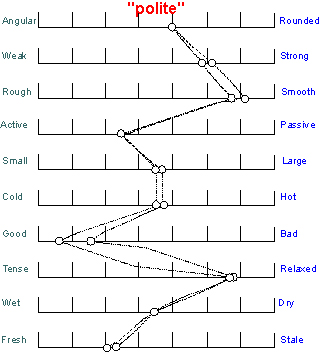 "polite"
Angular Rounded
Weak Strong
Rough Smooth
Active Passive
Small Large
Cold Hot
Good Bad
Tense Relaxed
Wet Dry
Fresh Stale